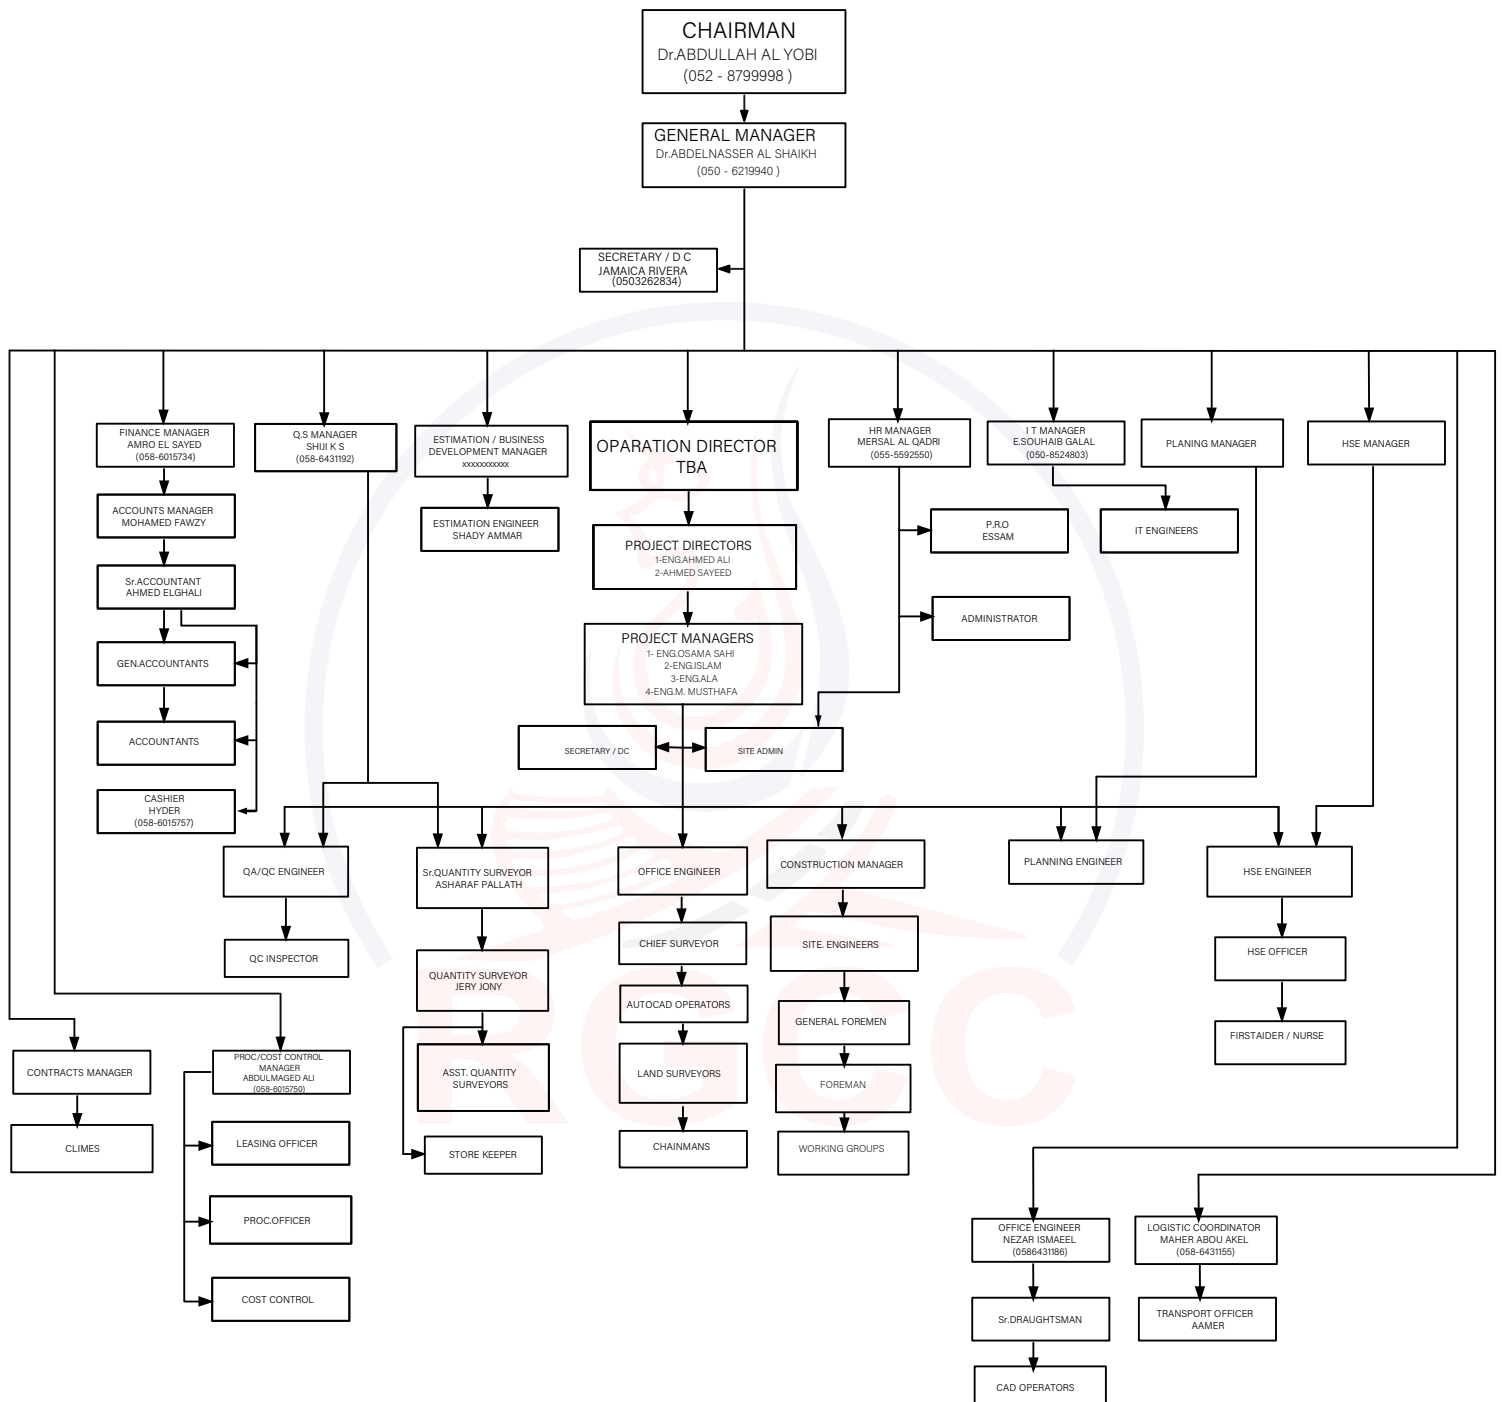 CHAIRMAN
Dr.ABDULLAH AL YOBI
(052 - 8799998 )
GENERAL MANAGER
Dr.ABDELNASSER AL SHAIKH
(050 - 6219940 )
SECRETARY / D C
JAMAICA RIVERA
(0503262834)
FINANCE MANAGER
AMRO EL SAYED
(058-6015734)
Q.S MANAGER
SHIJI K S
(058-6431192)
ESTIMATION / BUSINESS
DEVELOPMENT MANAGER
xxxxxxxxxxx
OPARATION DIRECTOR
TBA
HR MANAGER
MERSAL AL QADRI
(055-5592550)
I T MANAGER
E.SOUHAIB GALAL
(050-8524803)
PLANING MANAGER
HSE MANAGER
ACCOUNTS MANAGER
MOHAMED FAWZY
ESTIMATION ENGINEER
SHADY AMMAR
PROJECT DIRECTORS
1-ENG.AHMED ALI
2-AHMED SAYEED
P.R.O
ESSAM
IT ENGINEERS
Sr.ACCOUNTANT
AHMED ELGHALI
ADMINISTRATOR
GEN.ACCOUNTANTS
PROJECT MANAGERS
1- ENG.OSAMA SAHI
2-ENG.ISLAM
3-ENG.ALA
4-ENG.M. MUSTHAFA
ACCOUNTANTS
SECRETARY / DC
SITE ADMIN
CASHIER
HYDER
(058-6015757)
QA/QC ENGINEER
Sr.QUANTITY SURVEYOR
ASHARAF PALLATH
OFFICE ENGINEER
CONSTRUCTION MANAGER
PLANNING ENGINEER
HSE ENGINEER
QC INSPECTOR
QUANTITY SURVEYOR
JERY JONY
CHIEF SURVEYOR
SITE. ENGINEERS
HSE OFFICER
AUTOCAD OPERATORS
GENERAL FOREMEN
FIRSTAIDER / NURSE
CONTRACTS MANAGER
PROC/COST CONTROL
MANAGER
ABDULMAGED ALI
(058-6015750)
ASST. QUANTITY
SURVEYORS
LAND SURVEYORS
FOREMAN
CLIMES
LEASING OFFICER
STORE KEEPER
CHAINMANS
WORKING GROUPS
PROC.OFFICER
COST CONTROL
OFFICE ENGINEER
NEZAR ISMAEEL
(0586431186)
LOGISTIC COORDINATOR
MAHER ABOU AKEL
(058-6431155)
Sr.DRAUGHTSMAN
TRANSPORT OFFICER
AAMER
CAD OPERATORS
RGCC